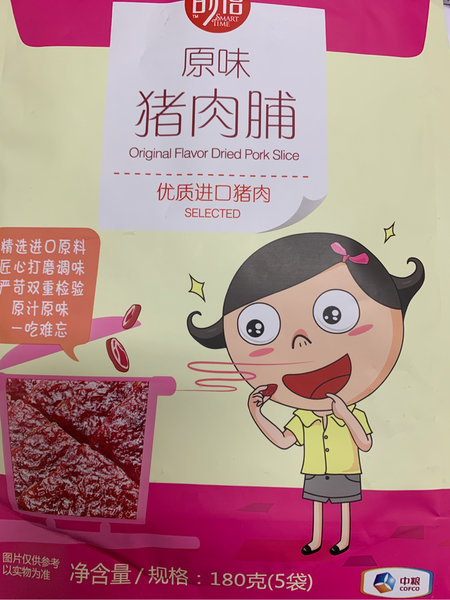 SMART
TIME
原味
猪肉脯
Original Flavor Dried Pork Slice
优质进口猪肉
SELECTED
精选进口原料
匠心打磨调味
严苛双重检验
原汁原味
一吃难忘
图片仅供参考
以实物为准
净含量/规格：180克(5袋)
中粮
COFCO